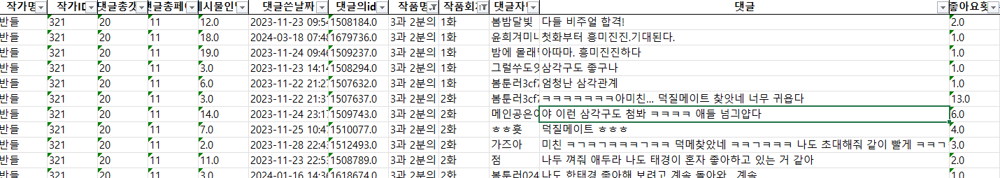 작가명 작가ID 댓글총갯 댓글총페 게시물인 댓글쓴날짜 댓글의id 작품명 작품회 댓글자 댓글 좋아요횟
반들 321 20 11 12.0 2023-11-23 09:54 1508184.0 3과 2분의 1화 봄밤달빛 다들 비주얼 합격! 2.0
반들 321 20 11 18.0 2024-03-18 07:48 1679736.0 3과 2분의 1화 윤희겨미 첫화부터 흥미진진.기대된다. 1.0
반들 321 20 11 19.0 2023-11-24 09:46 1509237.0 3과 2분의 1화 밤에 몰래 아따마. 흥미진진하다 1.0
반들 321 20 11 3.0 2023-11-23 14:14 1508294.0 3과 2분의 1화 그럴쑤도 삼각구도 좋구나 1.0
반들 321 20 11 6.0 2023-11-22 21:27 1507632.0 3과 2분의 1화 봄툰러3cf7 엄청난 삼각관계 1.0
반들 321 20 11 3.0 2023-11-22 21:31 1507637.0 3과 2분의 2화 봄툰러3cf7 ㅋㅋㅋㅋㅋㅋㅋ아미친... 덕질메이트 찾앗네 너무 귀욥다 13.0
반들 321 20 11 14.0 2023-11-24 23:17 1509743.0 3과 2분의 2화 메인공은 야 이런 삼각구도 첨봐 ㅋㅋㅋㅋ 애들 넘긔얍다 6.0
반들 321 20 11 7.0 2023-11-25 10:47 1510077.0 3과 2분의 2화 ㅎㅎ흣 덕질메이트 ㅎㅎㅎ 4.0
반들 321 20 11 2.0 2023-11-28 22:43 1512493.0 3과 2분의 2화 가즈아 미친 ㅋㄱㅋㅋㅋㅋㅋㅋㅋㅋ 덕메찾았네 ㅋㅋㄱㅋㅋㅋ 나도 초대해줘 같이 빨게 ㅋㅋㄱ 3.0
반들 321 20 11 11.0 2023-11-23 22:53 1508789.0 3과 2분의 2화 점 나두 껴줘 애두라 나도 태경이 혼자 좋아하고 있는 거 같아 2.0
반들 321 20 11 3.0 2024-01-16 14:36 1618674.0 3과 2분의 2화 봄툰러024 나도 한태경 좋아해 보려고 계속 돌아와.. 계속 1.0